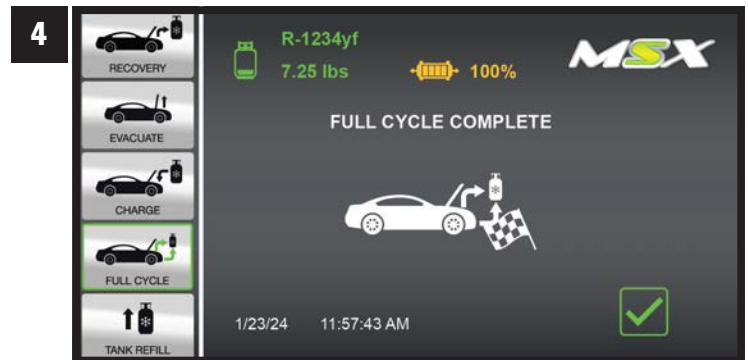 4
RECOVERY
EVACUATE
CHARGE
FULL CYCLE
TANK REFILL
R-1234yf
7.25 lbs 100%
MSX
FULL CYCLE COMPLETE
1/23/24 11:57:43 AM